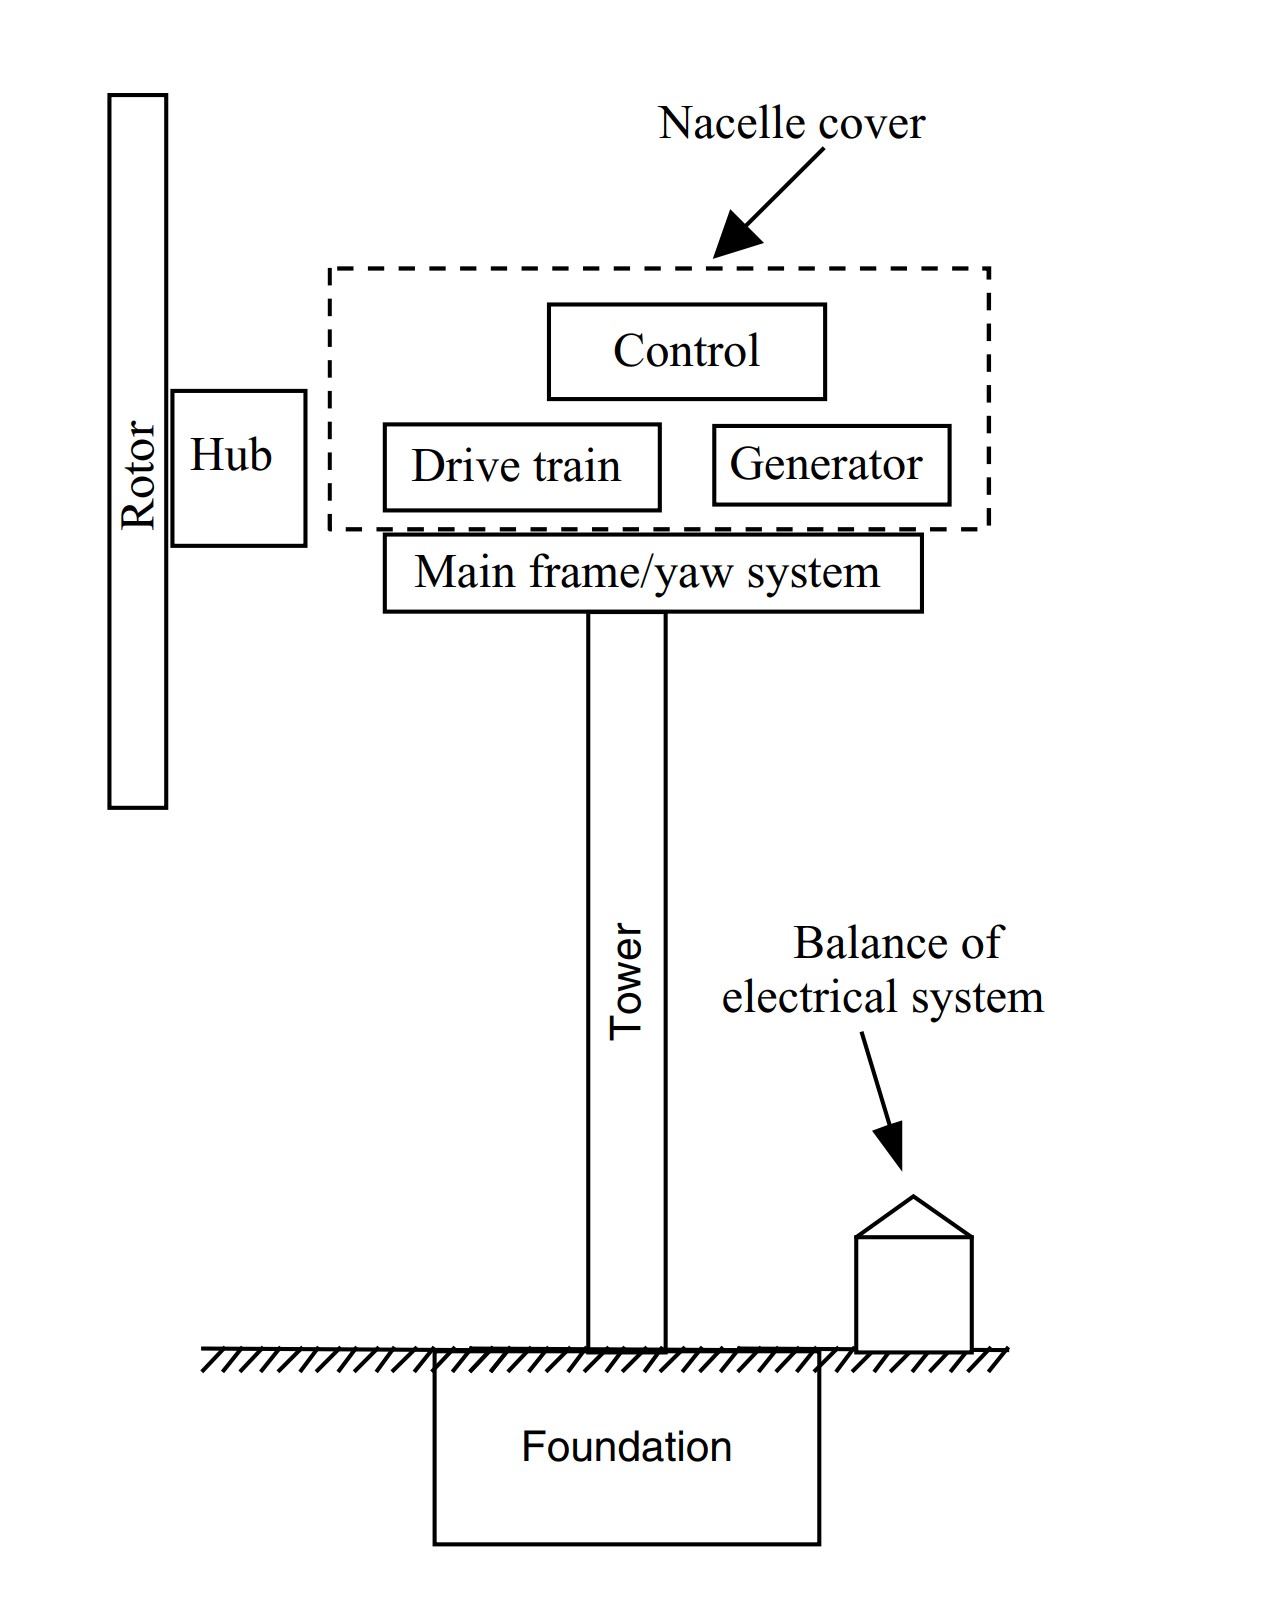 Nacelle cover
Control
Rotor
Hub
Drive train
Generator
Main frame/yaw system
Tower
Balance of
electrical system
Foundation